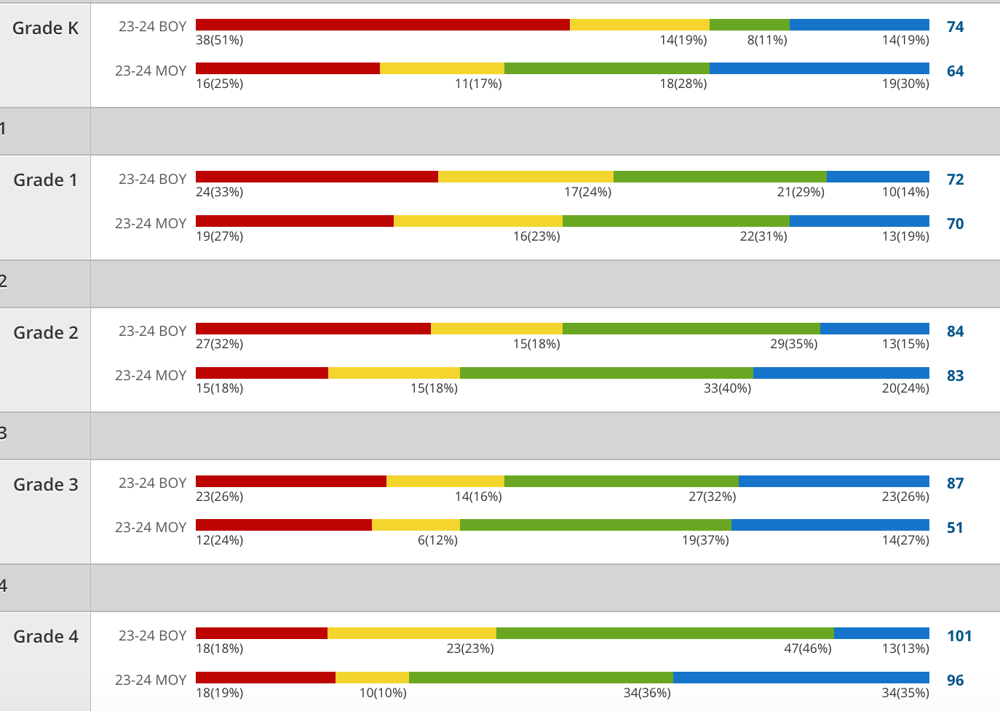 Grade K
23-24 BOY 74
38(51%) 14(19%) 8(11%) 14(19%)
23-24 MOY 64
16(25%) 11(17%) 18(28%) 19(30%)
1
Grade 1
23-24 BOY 72
24(33%) 17(24%) 21(29%) 10(14%)
23-24 MOY 70
19(27%) 16(23%) 22(31%) 13(19%)
2
Grade 2
23-24 BOY 84
27(32%) 15(18%) 29(35%) 13(15%)
23-24 MOY 83
15(18%) 15(18%) 33(40%) 20(24%)
3
Grade 3
23-24 BOY 87
23(26%) 14(16%) 27(32%) 23(26%)
23-24 MOY 51
12(24%) 6(12%) 19(37%) 14(27%)
4
Grade 4
23-24 BOY 101
18(18%) 23(23%) 47(46%) 13(13%)
23-24 MOY 96
18(19%) 10(10%) 34(36%) 34(35%)